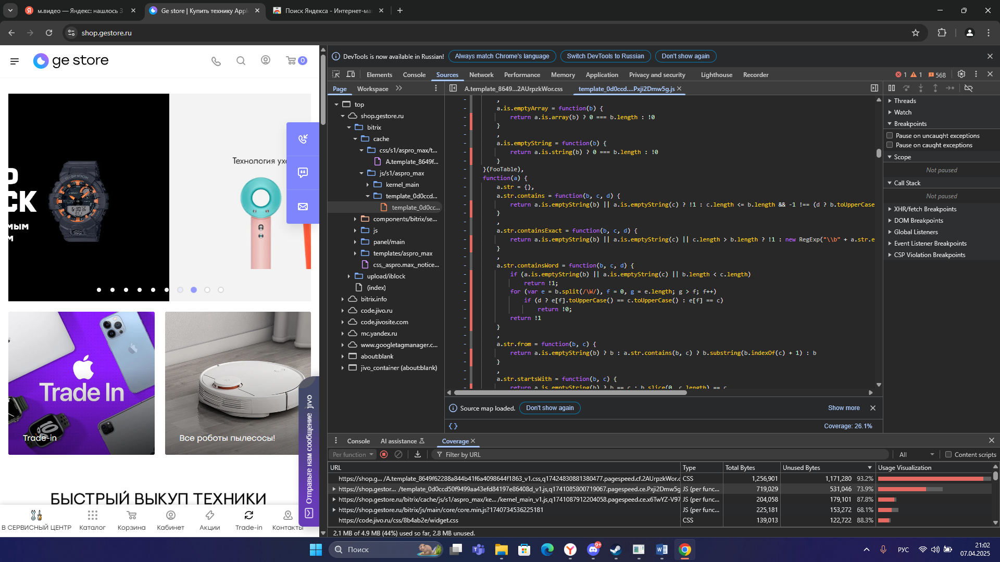 м.видео — Яндекс: нашлось 3
Ge store | Купить технику Appl
Поиск Яндекса - Интернет-ма
shop.gestore.ru
ge store
0
DevTools is now available in Russian!
Always match Chrome's language
Switch DevTools to Russian
Don't show again
Elements
Console
Sources
Network
Performance
Memory
Application
Privacy and security
Lighthouse
Recorder
1
1
568
Page
Workspace
A.template_8649...2AUrpzkWor.css
template_0d0ccd....Pxji2Dmw5g.js
top
shop.gestore.ru
bitrix
cache
css/s1/aspro_max/t...
A.template_8649f...
js/s1/aspro_max
kernel_main
template_0d0ccd...
template_0d0cc...
components/bitrix/se...
js
panel/main
templates/aspro_max
css,_aspro.max,_notice...
upload/iblock
(index)
bitrix.info
code.jivo.ru
code.jivosite.com
mc.yandex.ru
www.googletagmanager.c...
about:blank
jivo_container (about:blank)
,
a.is.emptyArray = function(b) {
return a.is.array(b) ? 0 === b.length : !0
}
,
a.is.emptyString = function(b) {
return a.is.string(b) ? 0 === b.length : !0
}
}(FooTable),
function(a) {
a.str = {},
a.str.contains = function(b, c, d) {
return a.is.emptyString(b) || a.is.emptyString(c) ? !1 : c.length <= b.length && -1 !== (d ? b.toUpperCase
}
,
a.str.containsExact = function(b, c, d) {
return a.is.emptyString(b) || a.is.emptyString(c) || c.length > b.length ? !1 : new RegExp("\\b" + a.str.e
}
,
a.str.containsWord = function(b, c, d) {
if (a.is.emptyString(b) || a.is.emptyString(c) || b.length < c.length)
return !1;
for (var e = b.split(/\W/), f = 0, g = e.length; g > f; f++)
if (d ? e[f].toUpperCase() == c.toUpperCase() : e[f] == c)
return !0;
return !1
}
,
a.str.from = function(b, c) {
return a.is.emptyString(b) ? b : a.str.contains(b, c) ? b.substring(b.indexOf(c) + 1) : b
}
,
a.str.startsWith = function(b, c) {
return a.is.emptyString(b) ? b == c : b.slice(0, c.length) == c
Source map loaded.
Don't show again
Show more
{}
Coverage: 26.1%
Threads
Watch
Breakpoints
Pause on uncaught exceptions
Pause on caught exceptions
Scope
Not paused
Call Stack
Not paused
XHR/fetch Breakpoints
DOM Breakpoints
Global Listeners
Event Listener Breakpoints
CSP Violation Breakpoints
Console
AI assistance
Coverage
Per function
Filter by URL
All
Content scripts
URL
Type
Total Bytes
Unused Bytes
Usage Visualization
https://shop.g... /A.template_8649f62288a844b41f6a4098644f1863_v1.css,q17424830881380477.pagespeed.cf.2AUrpzkWor.c
CSS
1,256,901
1,171,280 93.2%
https://shop.gestor... /template_0d0ccd50f9499aa43efd84197e86408d_v1.js,q1741085800719067.pagespeed.ce.Pxji2Dmw5g
JS (per func...
719,029
531,046 73.9%
https://shop.gestore.ru/bitrix/cache/js/s1/aspro_max/ke... /kernel_main_v1.js,q1741087912204058.pagespeed.ce.x6TwYZ-V97
JS (per func...
204,058
179,101 87.8%
https://shop.gestore.ru/bitrix/js/main/core/core.min.js?1740734536225181
JS (per func...
225,181
153,272 68.1%
https://code.jivo.ru/css/8b4ab2e/widget.css
CSS
139,013
122,722 88.3%
2.1 MB of 4.9 MB (44%) used so far, 2.8 MB unused.
CK
мым
м
G-SHOCK
Технология ухо
Trade In
Trade-in
Все роботы пылесосы!
Отправьте нам сообщение jivo
БЫСТРЫЙ ВЫКУП ТЕХНИКИ
В СЕРВИСНЫЙ ЦЕНТР
Каталог
Корзина
Кабинет
Акции
Trade-in
Контакты
Поиск
9+
РУС
21:02
07.04.2025